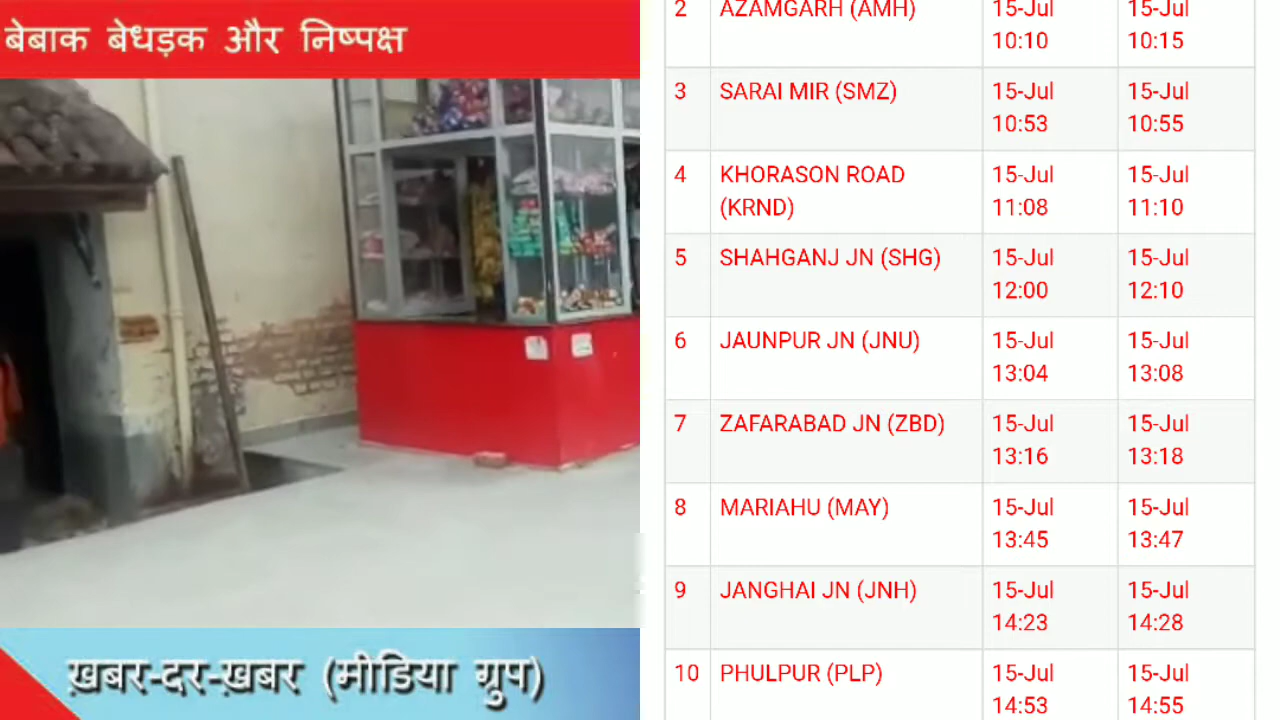 बेबाक बेधड़क और निष्पक्ष
ख़बर-दर-ख़बर (मीडिया ग्रुप)
2 AZAMGARH (AMH) 15-Jul 15-Jul
10:10 10:15
3 SARAI MIR (SMZ) 15-Jul 15-Jul
10:53 10:55
4 KHORASON ROAD 15-Jul 15-Jul
(KRND) 11:08 11:10
5 SHAHGANJ JN (SHG) 15-Jul 15-Jul
12:00 12:10
6 JAUNPUR JN (JNU) 15-Jul 15-Jul
13:04 13:08
7 ZAFARABAD JN (ZBD) 15-Jul 15-Jul
13:16 13:18
8 MARIAHU (MAY) 15-Jul 15-Jul
13:45 13:47
9 JANGHAI JN (JNH) 15-Jul 15-Jul
14:23 14:28
10 PHULPUR (PLP) 15-Jul 15-Jul
14:53 14:55